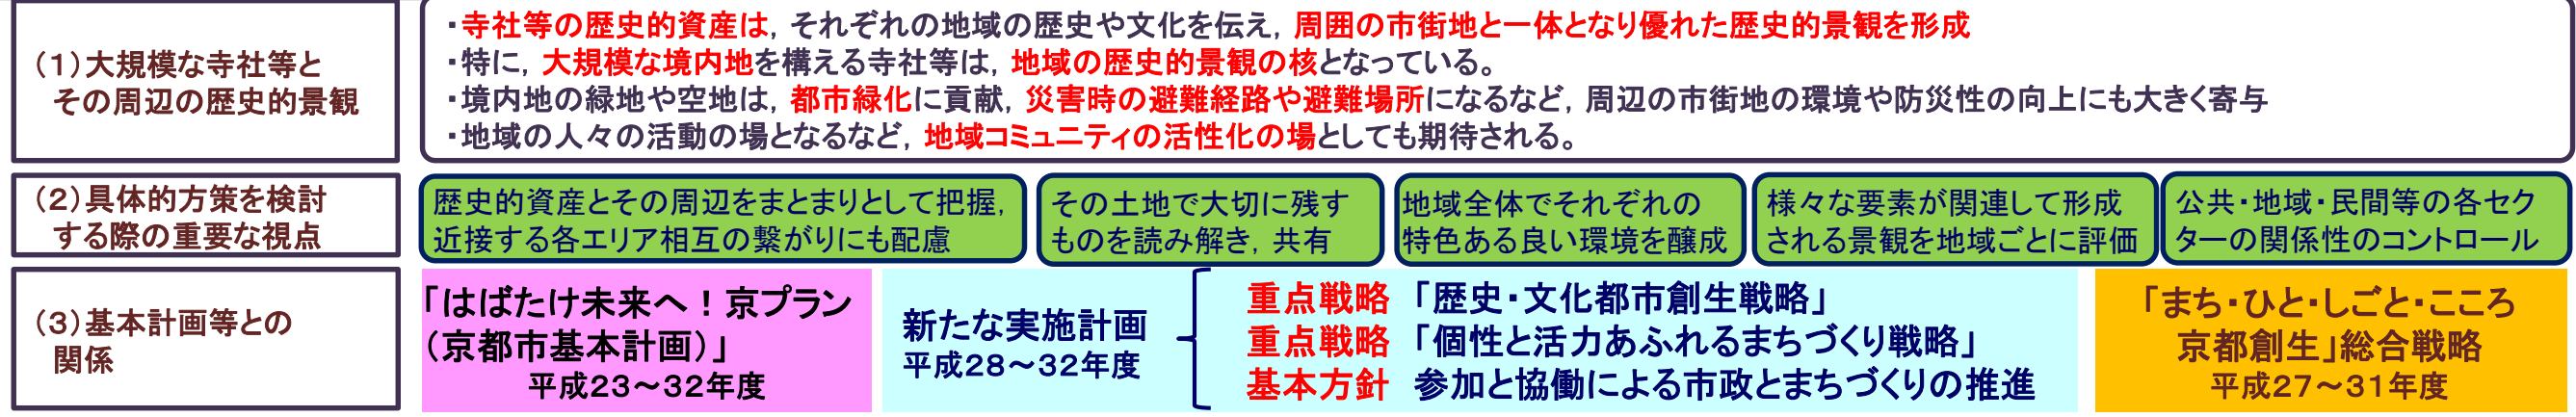 （１）大規模な寺社等と
その周辺の歴史的景観
・寺社等の歴史的資産は，それぞれの地域の歴史や文化を伝え，周囲の市街地と一体となり優れた歴史的景観を形成
・特に，大規模な境内地を構える寺社等は，地域の歴史的景観の核となっている。
・境内地の緑地や空地は，都市緑化に貢献，災害時の避難経路や避難場所になるなど，周辺の市街地の環境や防災性の向上にも大きく寄与
・地域の人々の活動の場となるなど，地域コミュニティの活性化の場としても期待される。
（２）具体的方策を検討
する際の重要な視点
歴史的資産とその周辺をまとまりとして把握，
近接する各エリア相互の繋がりにも配慮
その土地で大切に残す
ものを読み解き，共有
地域全体でそれぞれの
特色ある良い環境を醸成
様々な要素が関連して形成
される景観を地域ごとに評価
公共・地域・民間等の各セク
ターの関係性のコントロール
（３）基本計画等との
関係
「はばたけ未来へ！京プラン
（京都市基本計画）」
平成２３～３２年度
新たな実施計画
平成２８～３２年度
重点戦略 「歴史・文化都市創生戦略」
重点戦略 「個性と活力あふれるまちづくり戦略」
基本方針 参加と協働による市政とまちづくりの推進
「まち・ひと・しごと・こころ
京都創生」総合戦略
平成２７～３１年度